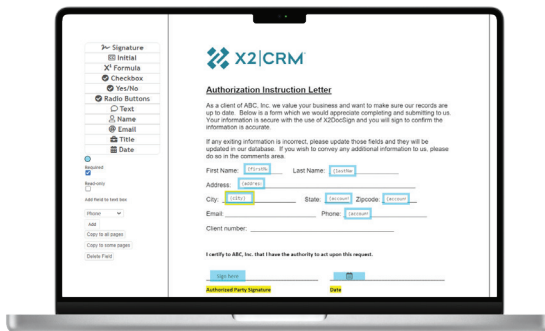 Signature
Initial
X¹ Formula
Checkbox
Yes/No
Radio Buttons
Text
Name
Email
Title
Date
Required
Read-only
Add field to text box
Phone
Add
Copy to all pages
Copy to some pages
Delete Field
X2|CRM
Authorization Instruction Letter
As a client of ABC, Inc. we value your business and want to make sure our records are
up to date. Below is a form which we would appreciate completing and submitting to us.
Your information is secure with the use of X2DocSign and you will sign to confirm the
information is accurate.
If any exiting information is incorrect, please update those fields and they will be
updated in our database. If you wish to convey any additional information to us, please
do so in the comments area.
First Name: {firstNa Last Name: {lastNam
Address: {address
City: {city} State: {account Zipcode: {accoun
Email: Phone: {account
Client number:
I certify to ABC, Inc. that I have the authority to act upon this request.
Sign here
Authorized Party Signature Date